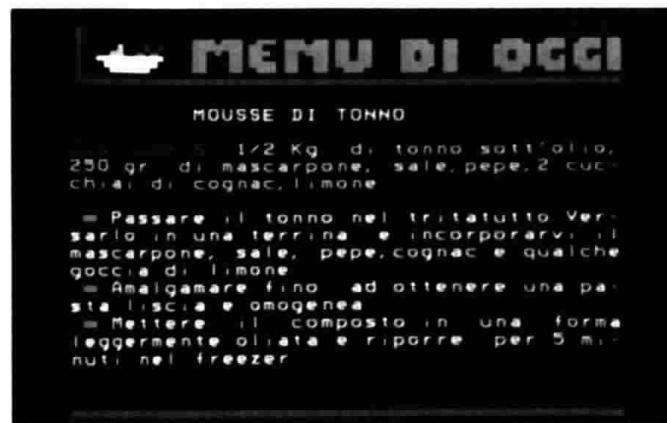 MENU DI OGGI
MOUSSE DI TONNO
1/2 Kg di tonno sott'olio,
250 gr di mascarpone, sale, pepe, 2 cuc-
chiai di cognac, limone
= Passare il tonno nel tritatutto Ver-
sarlo in una terrina e incorporarvi il
mascarpone, sale, pepe, cognac e qualche
goccia di limone
= Amalgamare fino ad ottenere una pa-
sta liscia e omogenea
= Mettere il composto in una forma
leggermente oliata e riporre per 5 mi-
nuti nel freezer